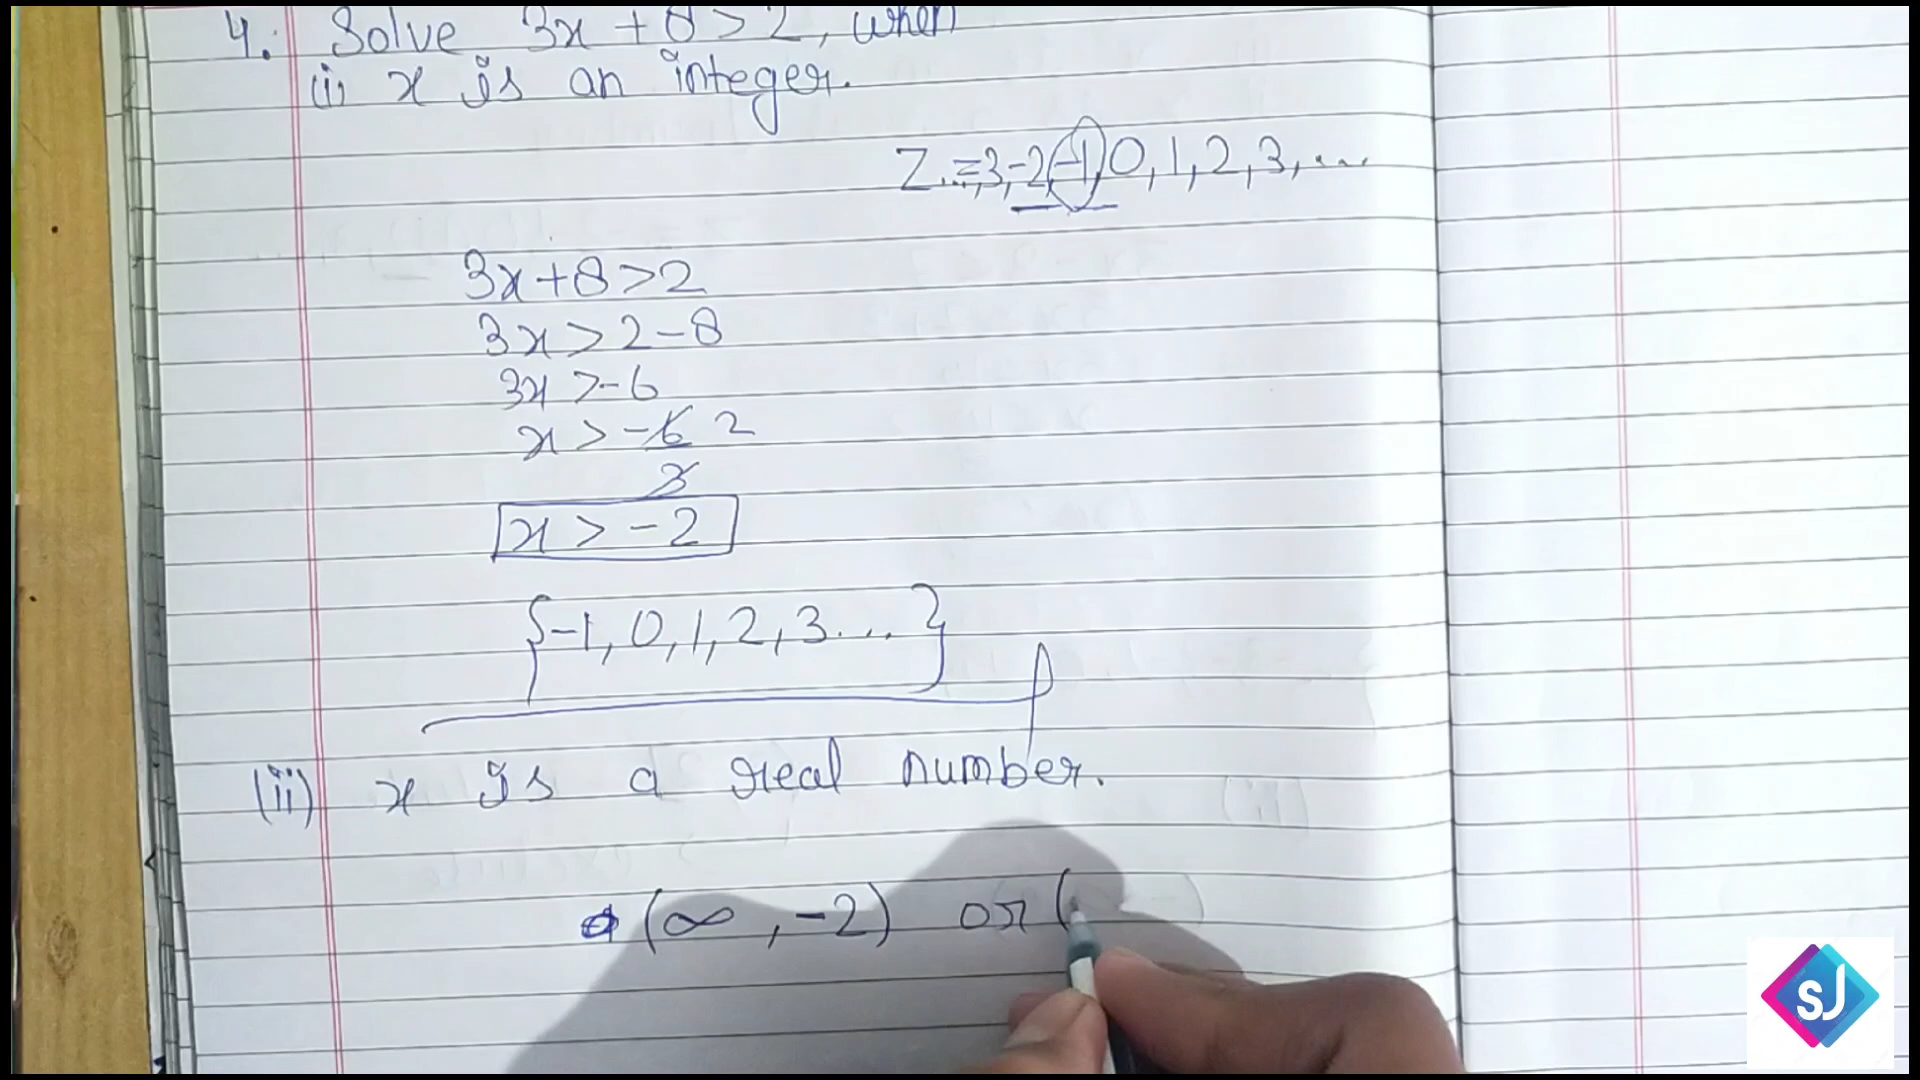 4. Solve 3x + 8 > 2, when
(i) x is an integer.
Z...=-3,-2,-1,0,1,2,3,...
3x+8>2
3x>2-8
3x>-6
x>-6 2
3
x>-2
{-1,0,1,2,3...}
(ii) x is a real number.
(∞,-2) or (
SJ